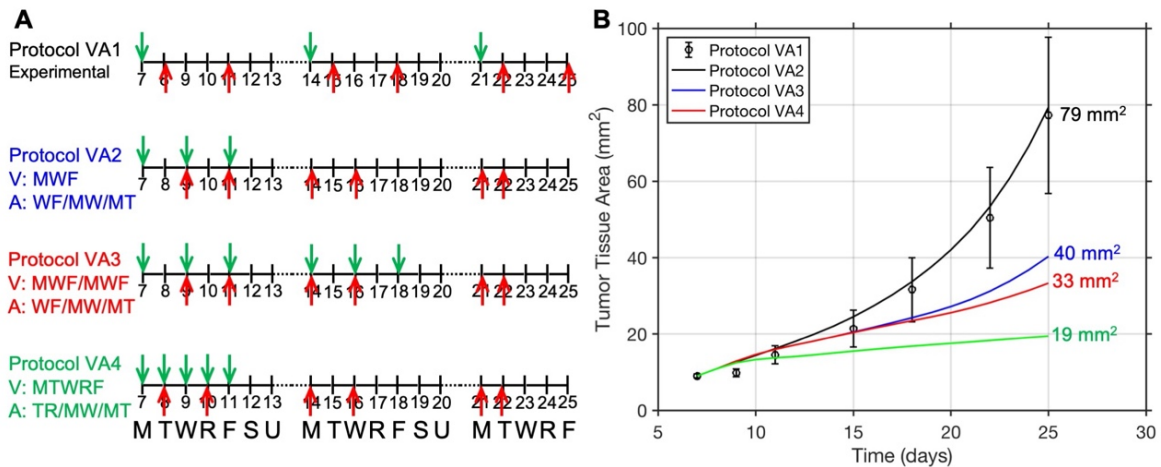 A
Protocol VA1
Experimental
7 8 9 10 11 12 13 14 15 16 17 18 19 20 21 22 23 24 25
Protocol VA2
V: MWF
A: WF/MW/MT
7 8 9 10 11 12 13 14 15 16 17 18 19 20 21 22 23 24 25
Protocol VA3
V: MWF/MWF
A: WF/MW/MT
7 8 9 10 11 12 13 14 15 16 17 18 19 20 21 22 23 24 25
Protocol VA4
V: MTWRF
A: TR/MW/MT
7 8 9 10 11 12 13 14 15 16 17 18 19 20 21 22 23 24 25
M T W R F S U M T W R F S U M T W R F
B
Tumor Tissue Area (mm²)
100
80
60
40
20
0
5 10 15 20 25 30
Time (days)
Protocol VA1
Protocol VA2
Protocol VA3
Protocol VA4
79 mm²
40 mm²
33 mm²
19 mm²